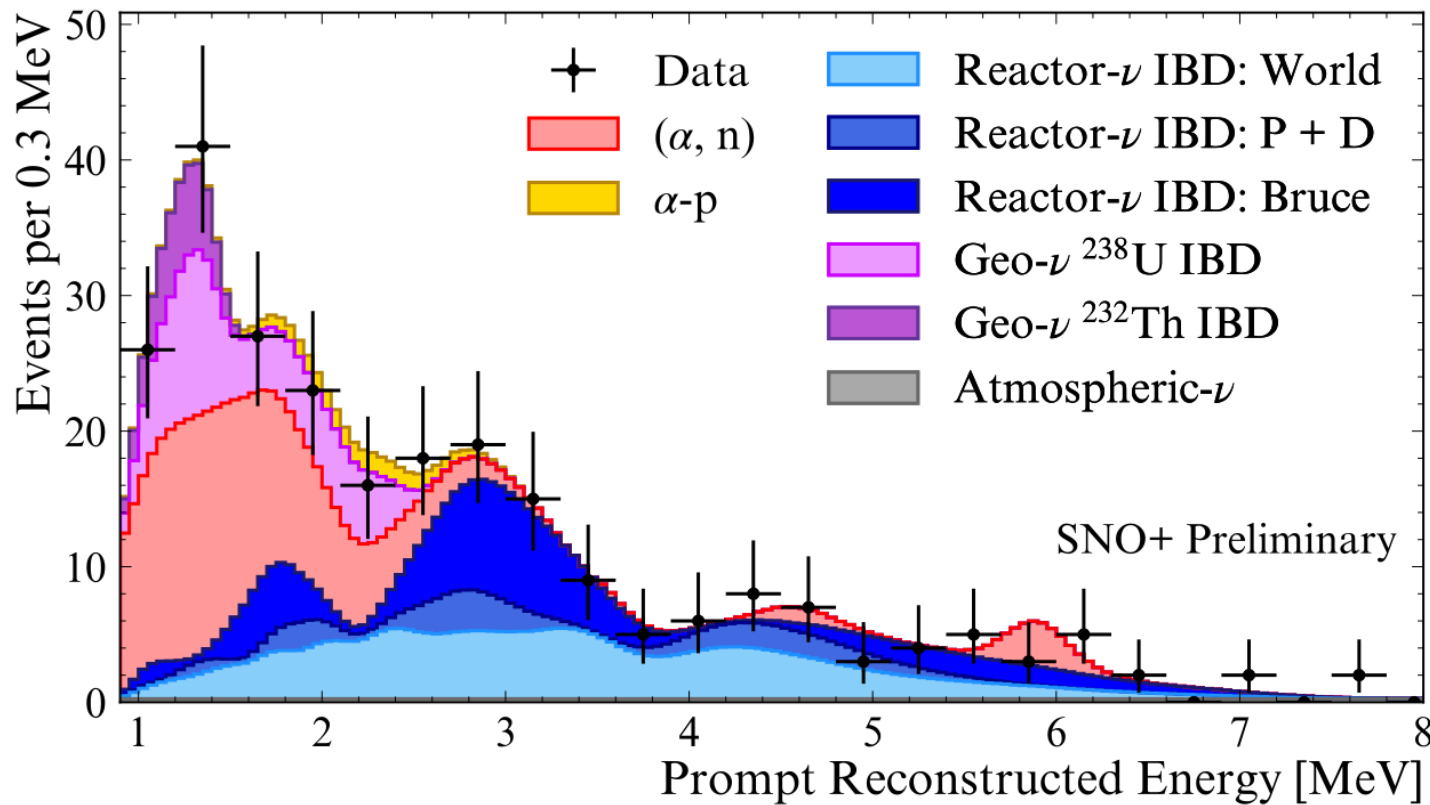 50
40
30
20
10
0
Events per 0.3 MeV
Data
(α, n)
α-p
Reactor-ν IBD: World
Reactor-ν IBD: P + D
Reactor-ν IBD: Bruce
Geo-ν ²³⁸U IBD
Geo-ν ²³²Th IBD
Atmospheric-ν
SNO+ Preliminary
1 2 3 4 5 6 7 8
Prompt Reconstructed Energy [MeV]